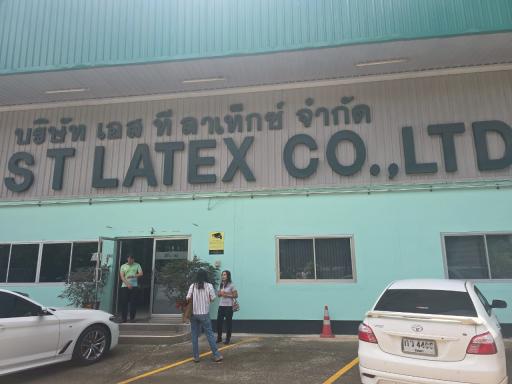 บริษัท เอส ที ลาเท็กซ์ จำกัด
ST LATEX CO.,LTD